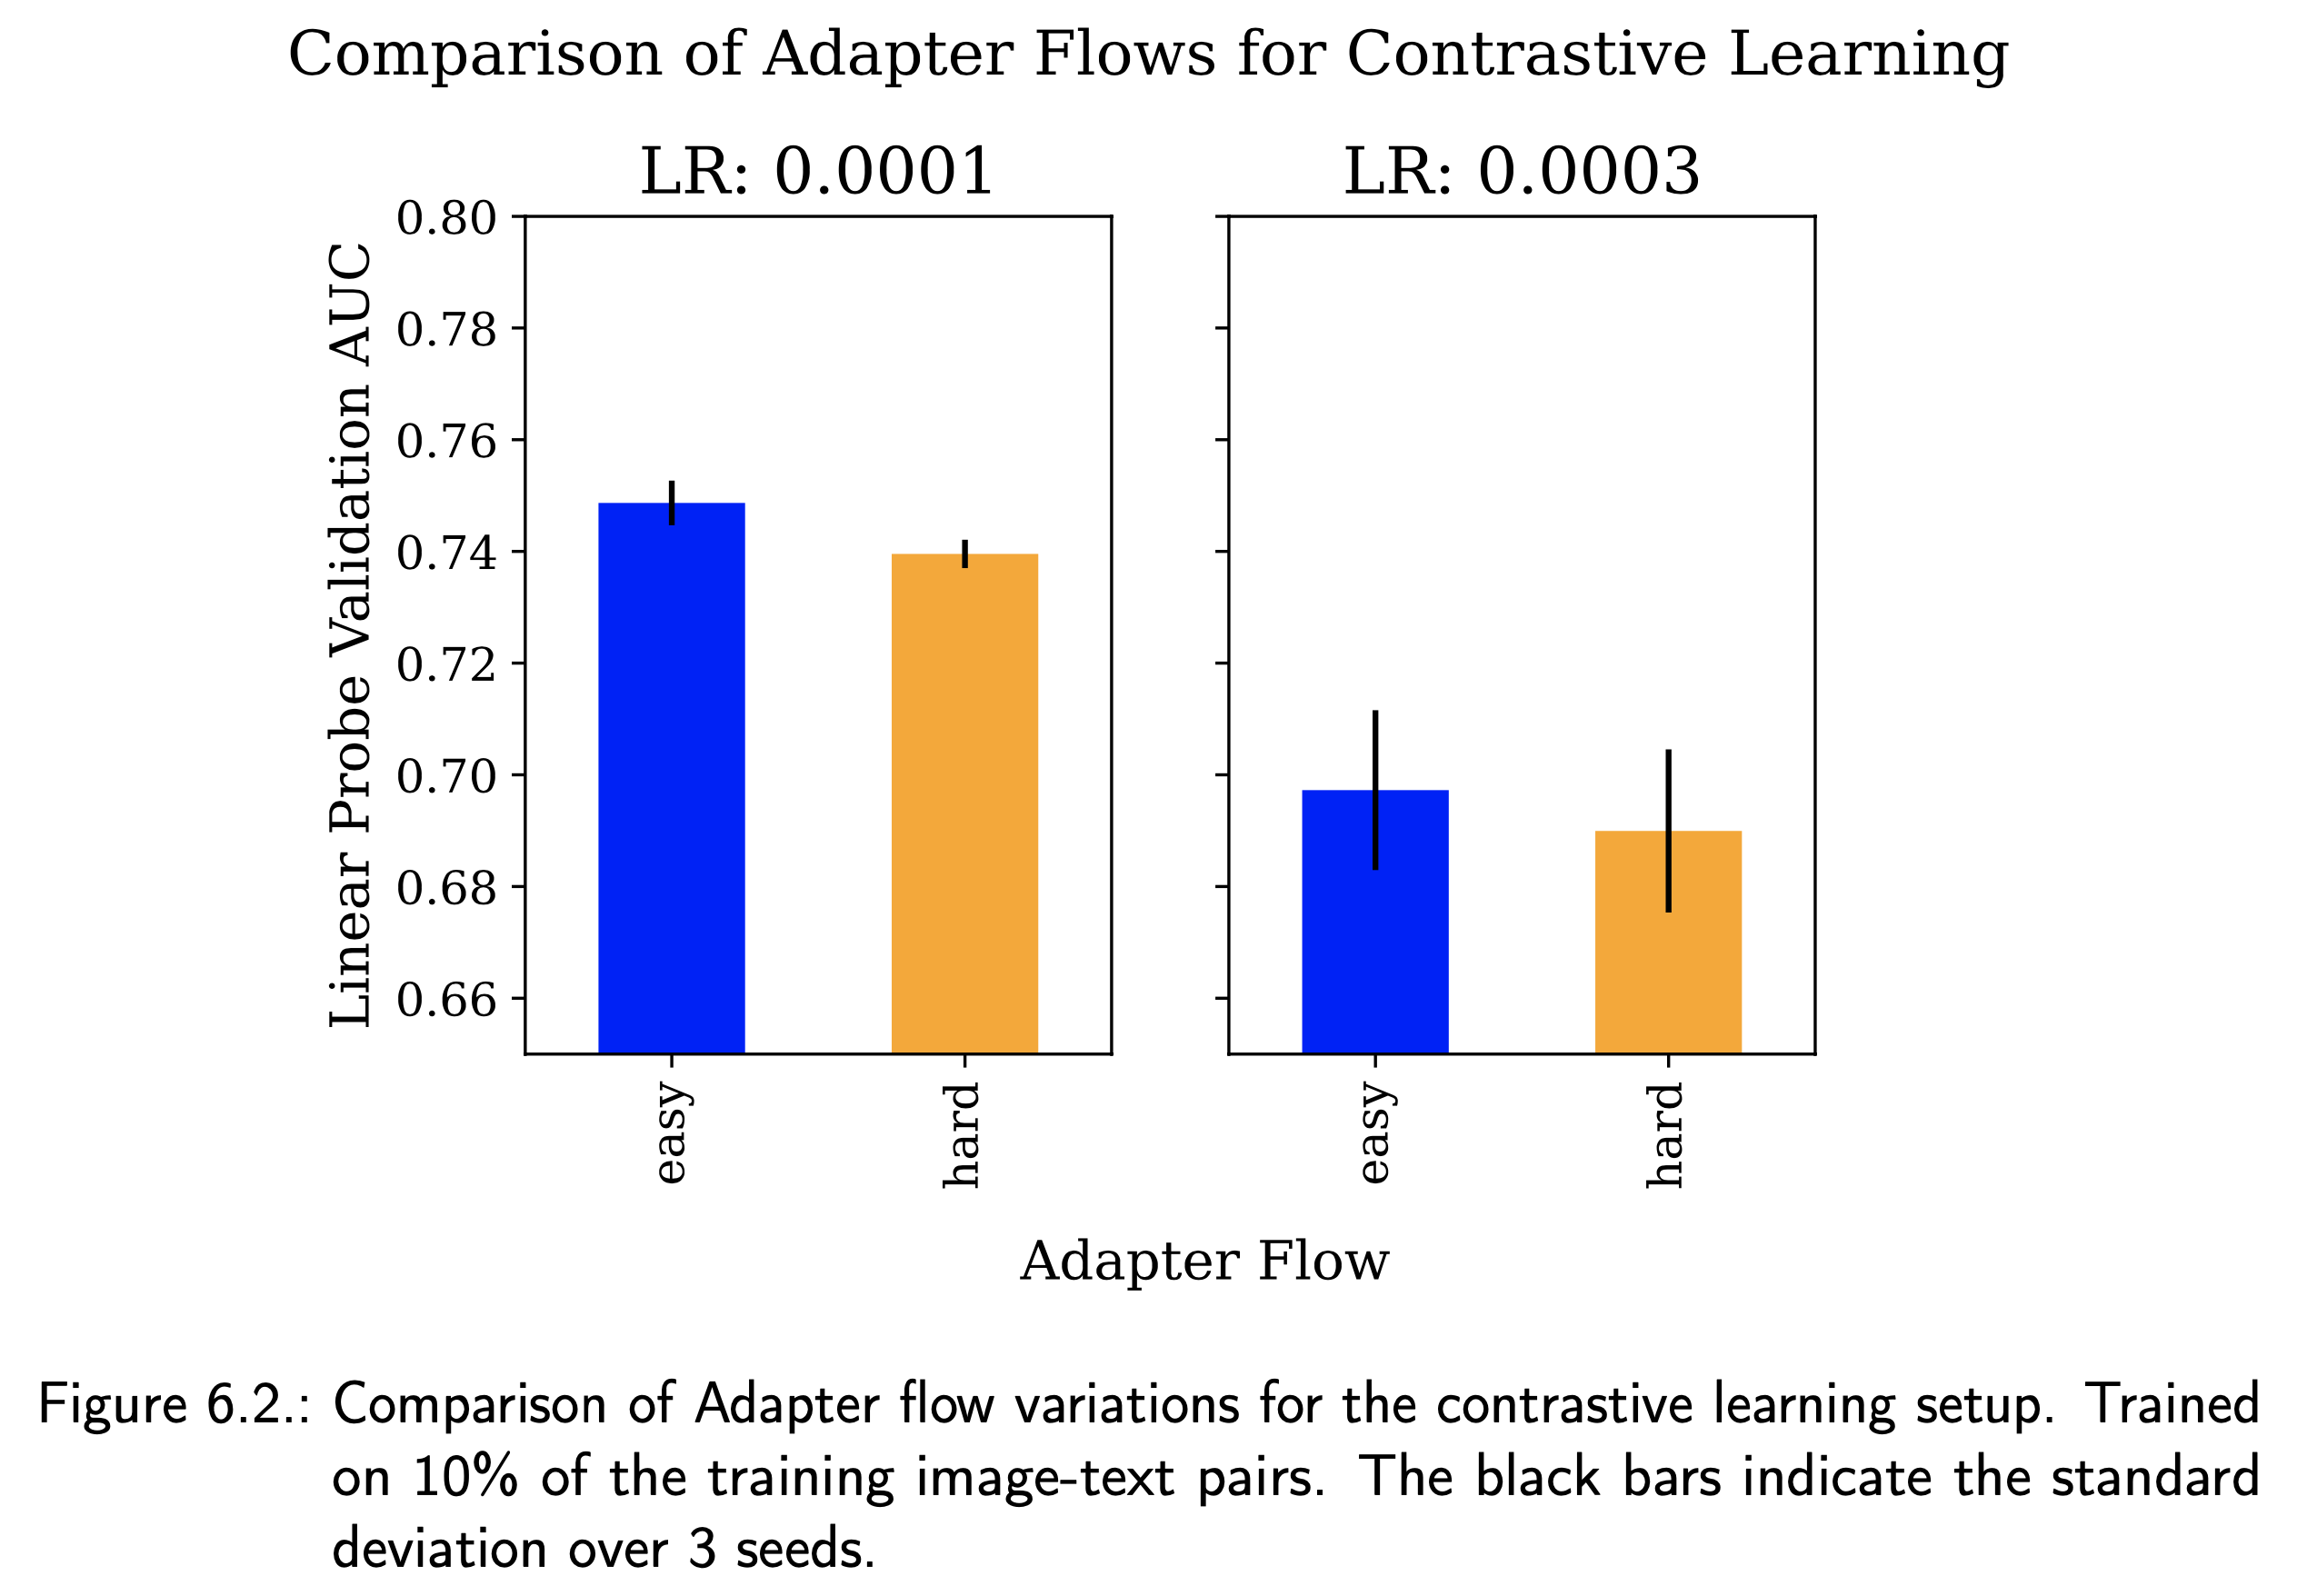 Comparison of Adapter Flows for Contrastive Learning
LR: 0.0001
LR: 0.0003
Linear Probe Validation AUC
0.80
0.78
0.76
0.74
0.72
0.70
0.68
0.66
easy
hard
easy
hard
Adapter Flow
Figure 6.2.: Comparison of Adapter flow variations for the contrastive learning setup. Trained
on 10% of the training image-text pairs. The black bars indicate the standard
deviation over 3 seeds.